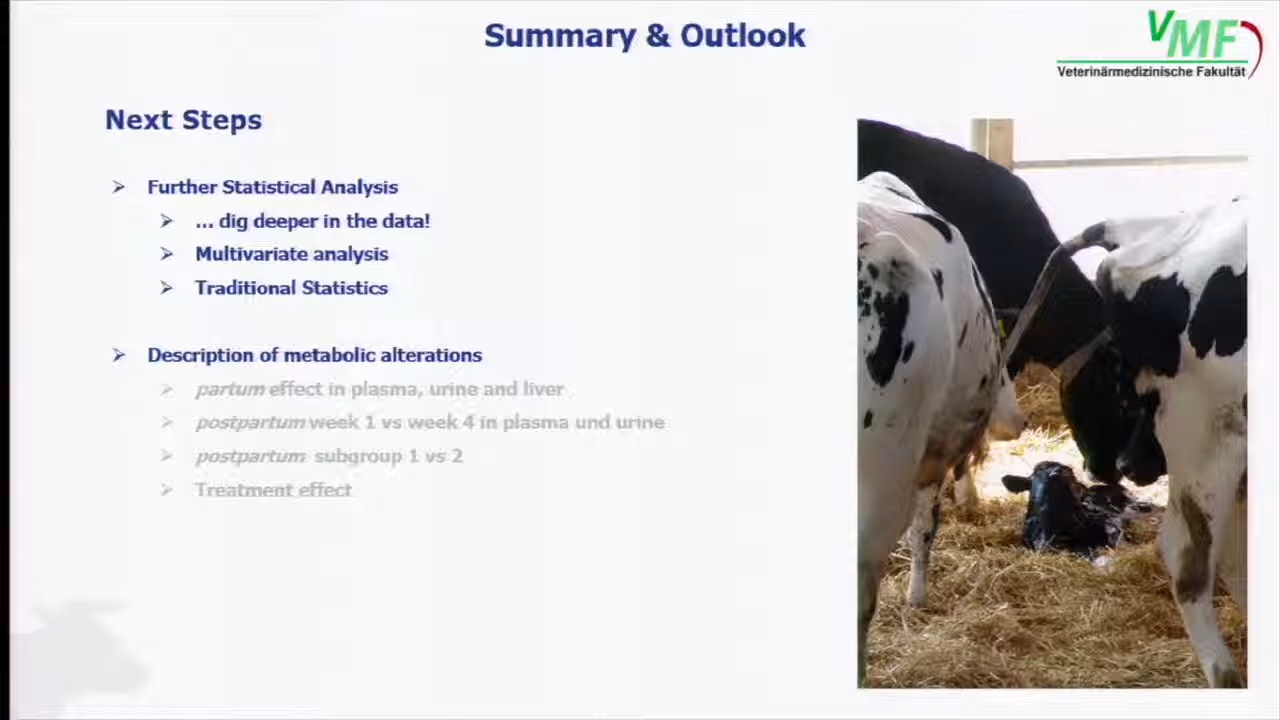 Summary & Outlook
VMF
Veterinärmedizinische Fakultät
Next Steps
Further Statistical Analysis
... dig deeper in the data!
Multivariate analysis
Traditional Statistics
Description of metabolic alterations
partum effect in plasma, urine and liver
postpartum week 1 vs week 4 in plasma und urine
postpartum subgroup 1 vs 2
Treatment effect